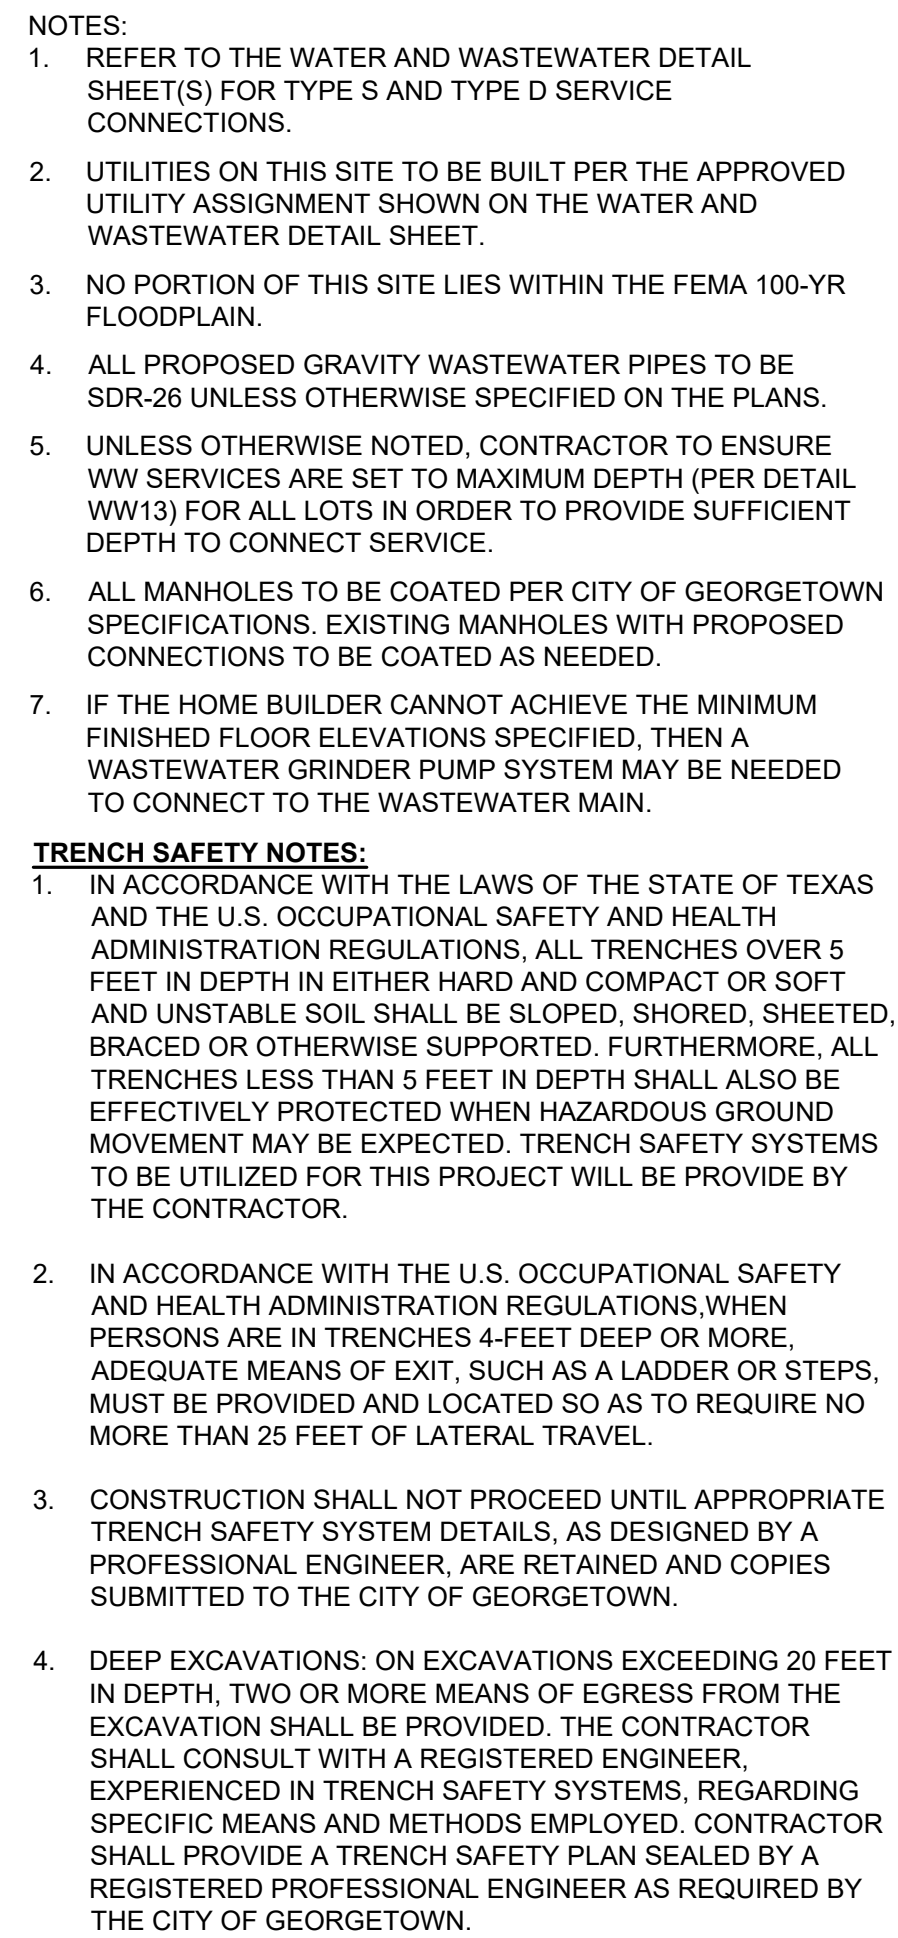 NOTES:
1. REFER TO THE WATER AND WASTEWATER DETAIL
SHEET(S) FOR TYPE S AND TYPE D SERVICE
CONNECTIONS.
2. UTILITIES ON THIS SITE TO BE BUILT PER THE APPROVED
UTILITY ASSIGNMENT SHOWN ON THE WATER AND
WASTEWATER DETAIL SHEET.
3. NO PORTION OF THIS SITE LIES WITHIN THE FEMA 100-YR
FLOODPLAIN.
4. ALL PROPOSED GRAVITY WASTEWATER PIPES TO BE
SDR-26 UNLESS OTHERWISE SPECIFIED ON THE PLANS.
5. UNLESS OTHERWISE NOTED, CONTRACTOR TO ENSURE
WW SERVICES ARE SET TO MAXIMUM DEPTH (PER DETAIL
WW13) FOR ALL LOTS IN ORDER TO PROVIDE SUFFICIENT
DEPTH TO CONNECT SERVICE.
6. ALL MANHOLES TO BE COATED PER CITY OF GEORGETOWN
SPECIFICATIONS. EXISTING MANHOLES WITH PROPOSED
CONNECTIONS TO BE COATED AS NEEDED.
7. IF THE HOME BUILDER CANNOT ACHIEVE THE MINIMUM
FINISHED FLOOR ELEVATIONS SPECIFIED, THEN A
WASTEWATER GRINDER PUMP SYSTEM MAY BE NEEDED
TO CONNECT TO THE WASTEWATER MAIN.
TRENCH SAFETY NOTES:
1. IN ACCORDANCE WITH THE LAWS OF THE STATE OF TEXAS
AND THE U.S. OCCUPATIONAL SAFETY AND HEALTH
ADMINISTRATION REGULATIONS, ALL TRENCHES OVER 5
FEET IN DEPTH IN EITHER HARD AND COMPACT OR SOFT
AND UNSTABLE SOIL SHALL BE SLOPED, SHORED, SHEETED,
BRACED OR OTHERWISE SUPPORTED. FURTHERMORE, ALL
TRENCHES LESS THAN 5 FEET IN DEPTH SHALL ALSO BE
EFFECTIVELY PROTECTED WHEN HAZARDOUS GROUND
MOVEMENT MAY BE EXPECTED. TRENCH SAFETY SYSTEMS
TO BE UTILIZED FOR THIS PROJECT WILL BE PROVIDE BY
THE CONTRACTOR.
2. IN ACCORDANCE WITH THE U.S. OCCUPATIONAL SAFETY
AND HEALTH ADMINISTRATION REGULATIONS,WHEN
PERSONS ARE IN TRENCHES 4-FEET DEEP OR MORE,
ADEQUATE MEANS OF EXIT, SUCH AS A LADDER OR STEPS,
MUST BE PROVIDED AND LOCATED SO AS TO REQUIRE NO
MORE THAN 25 FEET OF LATERAL TRAVEL.
3. CONSTRUCTION SHALL NOT PROCEED UNTIL APPROPRIATE
TRENCH SAFETY SYSTEM DETAILS, AS DESIGNED BY A
PROFESSIONAL ENGINEER, ARE RETAINED AND COPIES
SUBMITTED TO THE CITY OF GEORGETOWN.
4. DEEP EXCAVATIONS: ON EXCAVATIONS EXCEEDING 20 FEET
IN DEPTH, TWO OR MORE MEANS OF EGRESS FROM THE
EXCAVATION SHALL BE PROVIDED. THE CONTRACTOR
SHALL CONSULT WITH A REGISTERED ENGINEER,
EXPERIENCED IN TRENCH SAFETY SYSTEMS, REGARDING
SPECIFIC MEANS AND METHODS EMPLOYED. CONTRACTOR
SHALL PROVIDE A TRENCH SAFETY PLAN SEALED BY A
REGISTERED PROFESSIONAL ENGINEER AS REQUIRED BY
THE CITY OF GEORGETOWN.